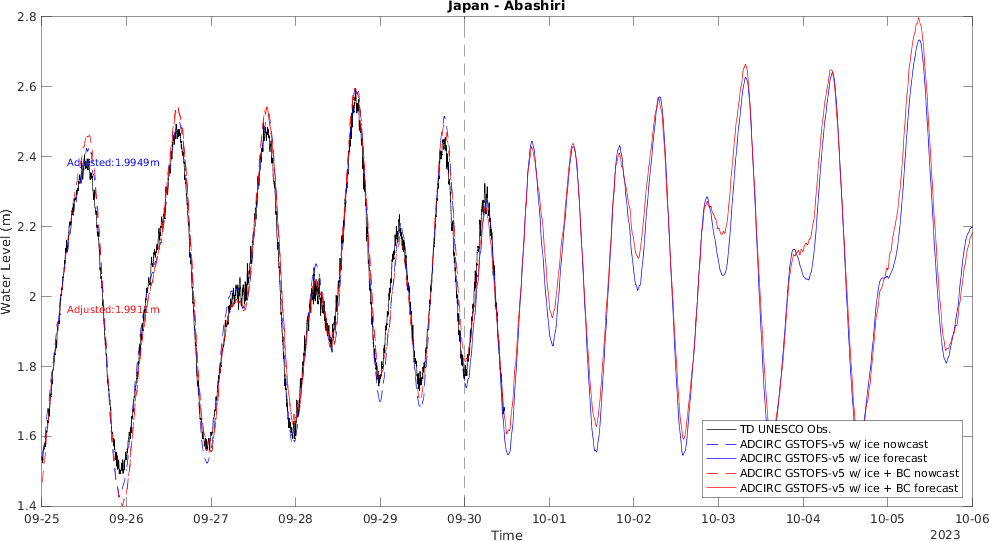 Japan - Abashiri
2.8
2.6
2.4
2.2
2
1.8
1.6
1.4
Water Level (m)
Adjusted:1.9949m
Adjusted:1.9911m
TD UNESCO Obs.
ADCIRC GSTOFS-v5 w/ ice nowcast
ADCIRC GSTOFS-v5 w/ ice forecast
ADCIRC GSTOFS-v5 w/ ice + BC nowcast
ADCIRC GSTOFS-v5 w/ ice + BC forecast
09-25 09-26 09-27 09-28 09-29 09-30 10-01 10-02 10-03 10-04 10-05 10-06
Time
2023